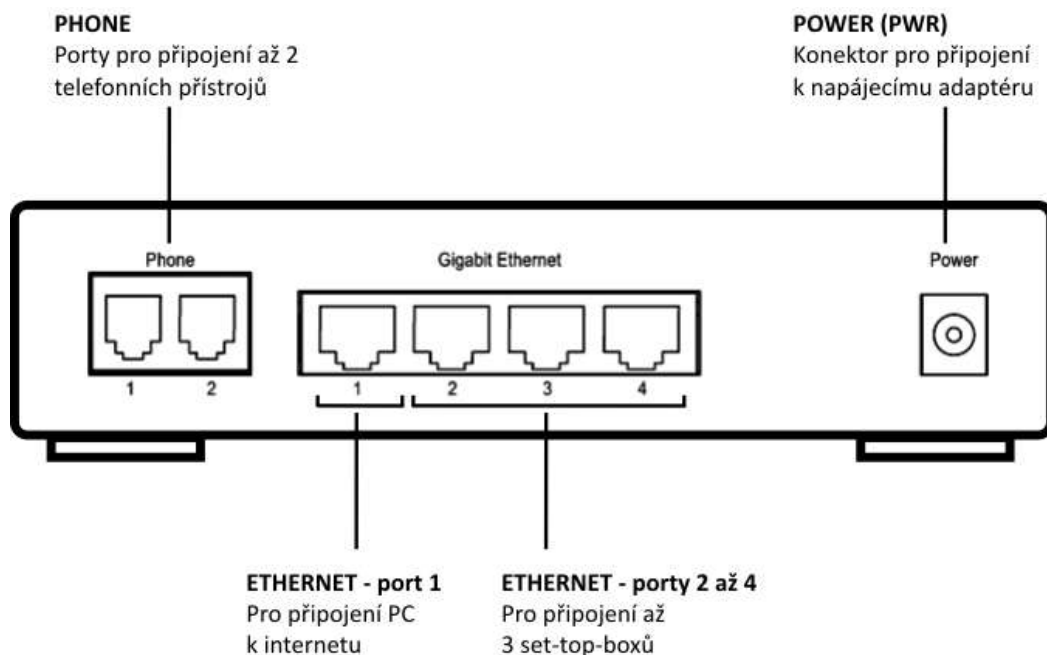 PHONE
Porty pro připojení až 2
telefonních přístrojů
POWER (PWR)
Konektor pro připojení
k napájecímu adaptéru
Phone
Gigabit Ethernet
Power
1
2
1
2
3
4
ETHERNET - port 1
Pro připojení PC
k internetu
ETHERNET - porty 2 až 4
Pro připojení až
3 set-top-boxů